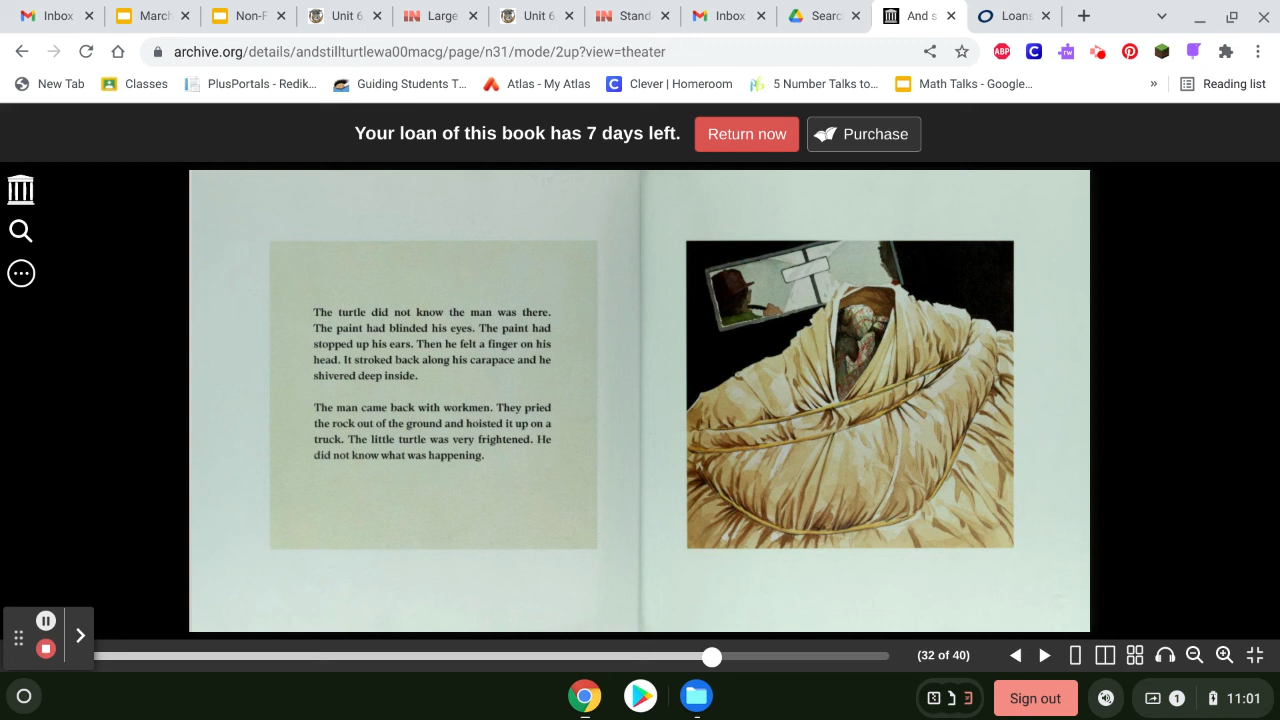 Inbox
March
Non-F
Unit 6
Large
Unit 6
Stand
Inbox
Searc
And s
Loans
archive.org/details/andstillturtlewa00macg/page/n31/mode/2up?view=theater
ABP
C
rw
New Tab
Classes
PlusPortals - Redik...
Guiding Students T...
Atlas - My Atlas
C
Clever | Homeroom
5 Number Talks to...
Math Talks - Google...
»
Reading list
Your loan of this book has 7 days left.
Return now
Purchase
The turtle did not know the man was there.
The paint had blinded his eyes. The paint had
stopped up his ears. Then he felt a finger on his
head. It stroked back along his carapace and he
shivered deep inside.
The man came back with workmen. They pried
the rock out of the ground and hoisted it up on a
truck. The little turtle was very frightened. He
did not know what was happening.
(32 of 40)
Sign out
1
11:01